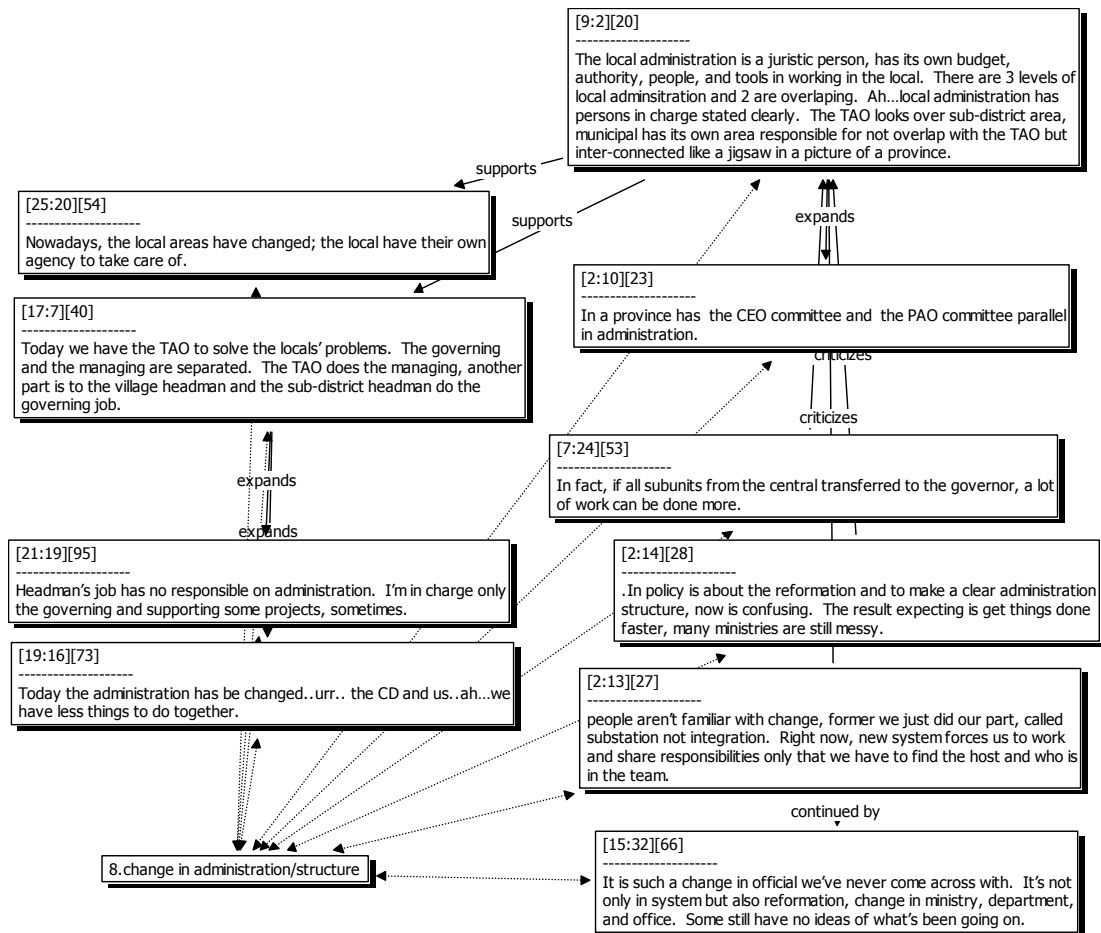 [9:2][20]
--------------------
The local administration is a juristic person, has its own budget,
authority, people, and tools in working in the local.  There are 3 levels of
local adminsitration and 2 are overlaping.  Ah...local administration has
persons in charge stated clearly.  The TAO looks over sub-district area,
municipal has its own area responsible for not overlap with the TAO but
inter-connected like a jigsaw in a picture of a province.
supports
[25:20][54]
--------------------
Nowadays, the local areas have changed; the local have their own
agency to take care of.
supports
expands
[2:10][23]
--------------------
In a province has  the CEO committee and  the PAO committee parallel
in administration.
[17:7][40]
--------------------
Today we have the TAO to solve the locals' problems.  The governing
and the managing are separated.  The TAO does the managing, another
part is to the village headman and the sub-district headman do the
governing job.
criticizes
criticizes
[7:24][53]
--------------------
In fact, if all subunits from the central transferred to the governor, a lot
of work can be done more.
expands
expands
[21:19][95]
--------------------
Headman's job has no responsible on administration.  I'm in charge only
the governing and supporting some projects, sometimes.
[2:14][28]
--------------------
.In policy is about the reformation and to make a clear administration
structure, now is confusing.  The result expecting is get things done
faster, many ministries are still messy.
[19:16][73]
--------------------
Today the administration has be changed..urr.. the CD and us..ah...we
have less things to do together.
[2:13][27]
--------------------
people aren't familiar with change, former we just did our part, called
substation not integration.  Right now, new system forces us to work
and share responsibilities only that we have to find the host and who is
in the team.
continued by
8.change in administration/structure
[15:32][66]
--------------------
It is such a change in official we've never come across with.  It's not
only in system but also reformation, change in ministry, department,
and office.  Some still have no ideas of what's been going on.